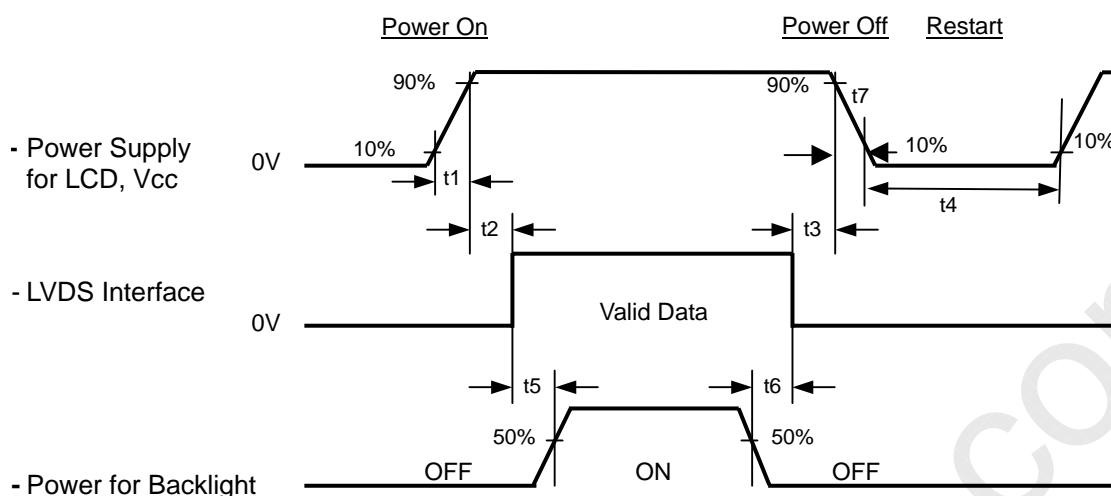 Power On
Power Off
Restart
90%
90%
t7
- Power Supply
for LCD, Vcc
0V
10%
10%
10%
t1
t4
t2
t3
- LVDS Interface
0V
Valid Data
t5
t6
50%
50%
- Power for Backlight
OFF
ON
OFF